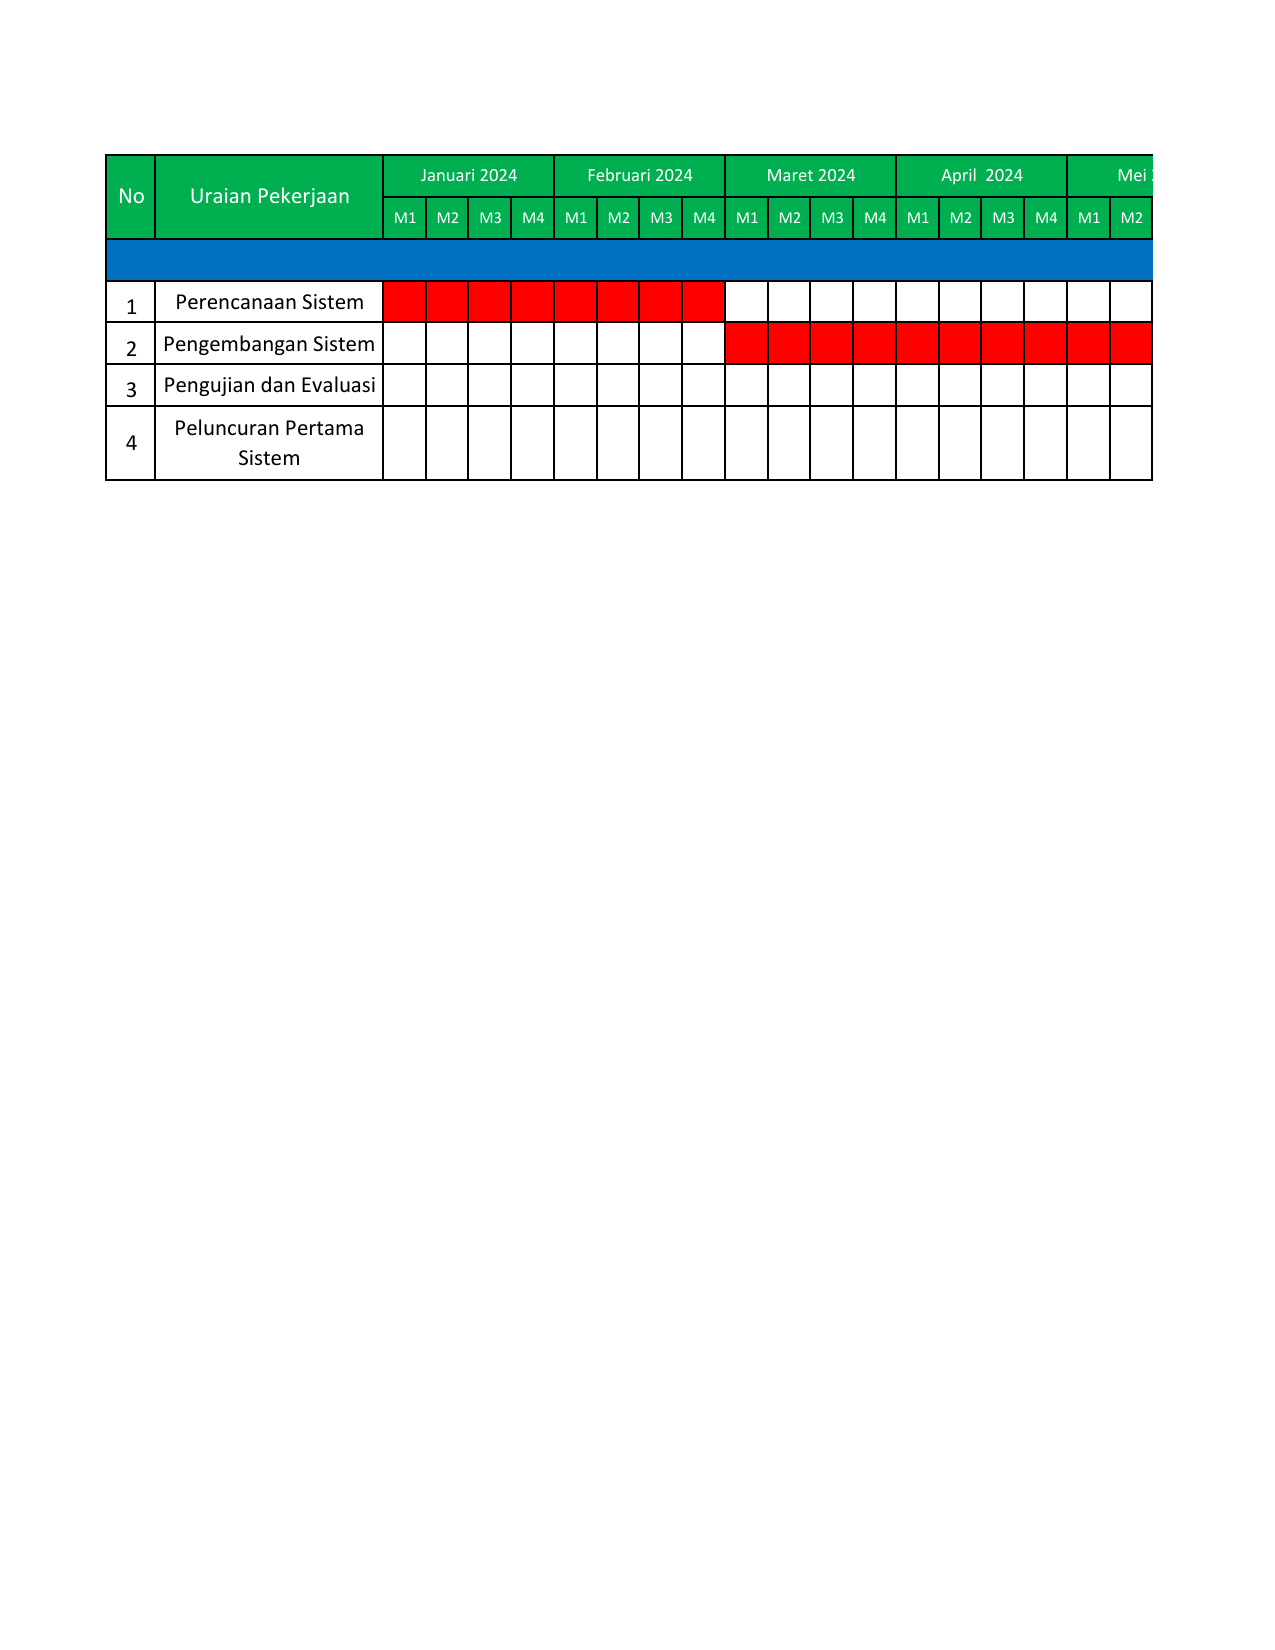 No Uraian Pekerjaan Januari 2024 Februari 2024 Maret 2024 April  2024 Mei
M1 M2 M3 M4 M1 M2 M3 M4 M1 M2 M3 M4 M1 M2 M3 M4 M1 M2
1 Perencanaan Sistem
2 Pengembangan Sistem
3 Pengujian dan Evaluasi
4 Peluncuran Pertama
Sistem